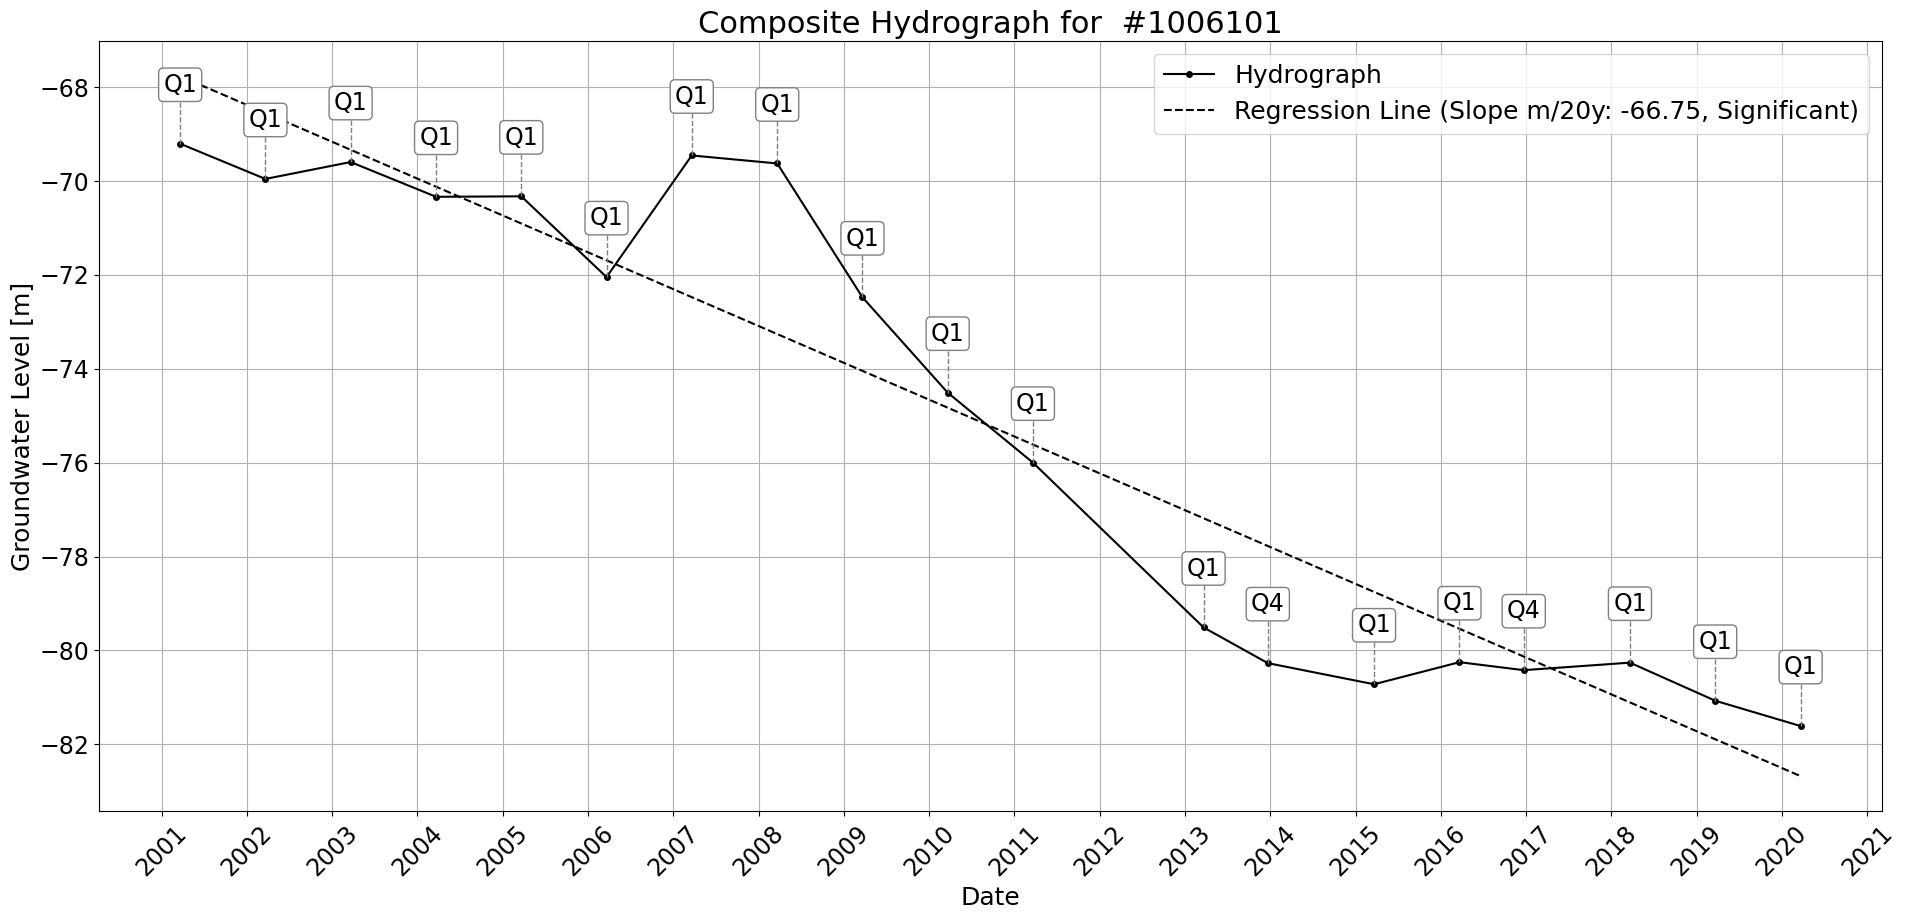 Composite Hydrograph for  #1006101
Hydrograph
Regression Line (Slope m/20y: -66.75, Significant)
Groundwater Level [m]
−68
−70
−72
−74
−76
−78
−80
−82
Q1
Q1
Q1
Q1
Q1
Q1
Q1
Q1
Q1
Q1
Q1
Q1
Q4
Q1
Q1
Q4
Q1
Q1
Q1
2001
2002
2003
2004
2005
2006
2007
2008
2009
2010
2011
2012
2013
2014
2015
2016
2017
2018
2019
2020
2021
Date